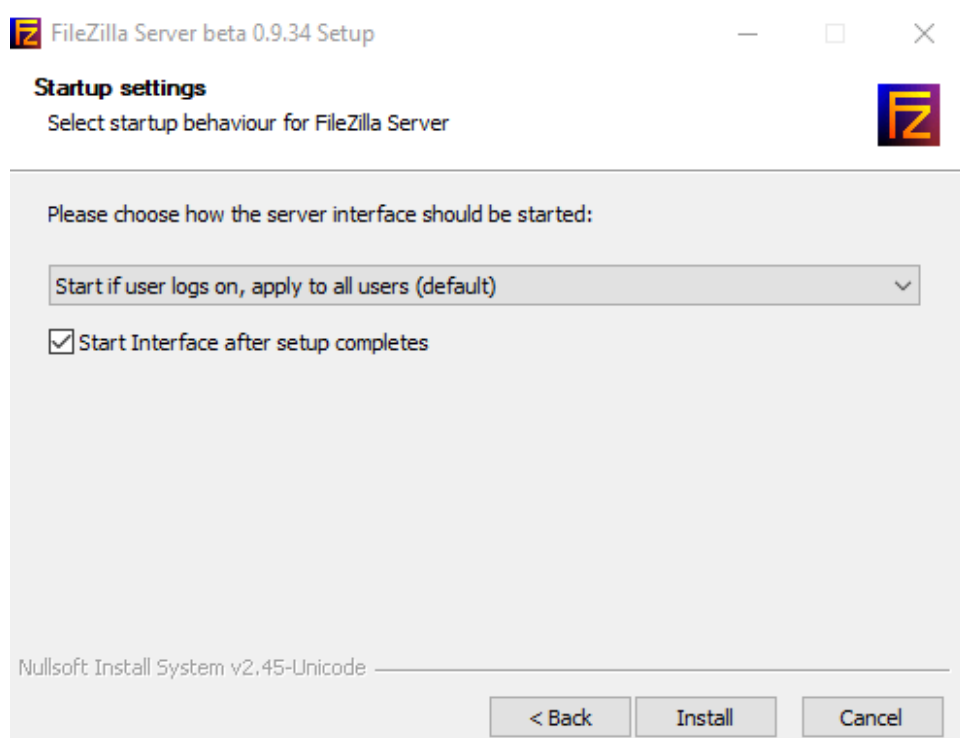 FileZilla Server beta 0.9.34 Setup
Startup settings
Select startup behaviour for FileZilla Server
Please choose how the server interface should be started:
Start if user logs on, apply to all users (default)
Start Interface after setup completes
Nullsoft Install System v2.45-Unicode
< Back Install Cancel